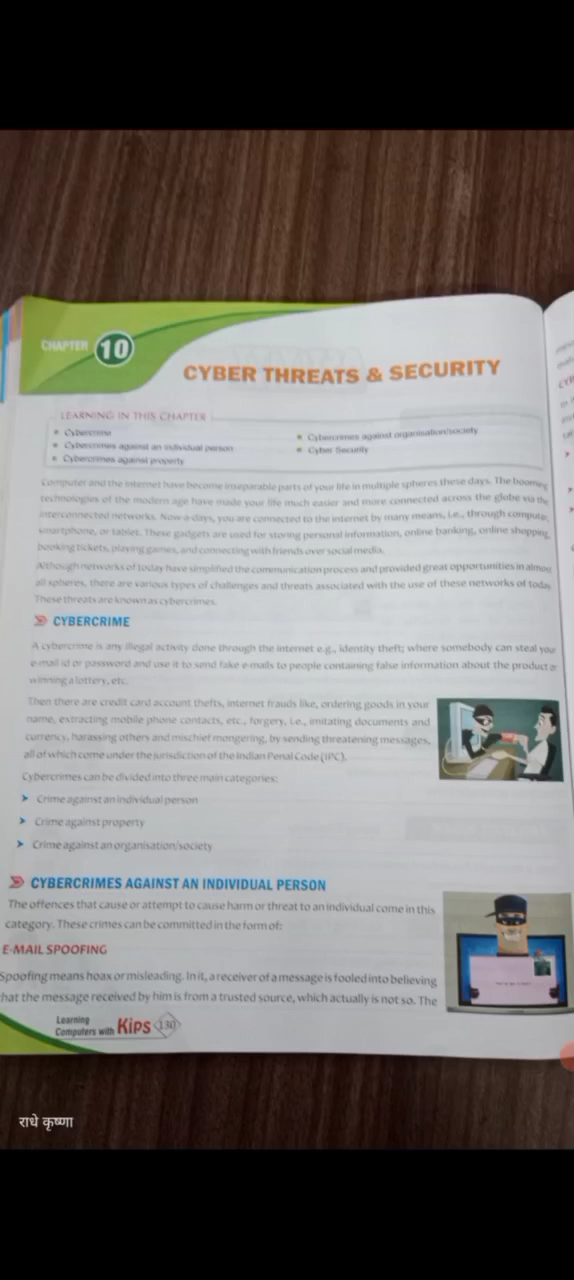 CHAPTER 10
CYBER THREATS & SECURITY
LEARNING IN THIS CHAPTER
Cybercrime
Cybercrimes against an individual person
Cybercrimes against property
Cybercrimes against organisation/society
Cyber Security
Computer and the internet have become inseparable parts of your life in multiple spheres these days. The booming
technologies of the modern age have made your life much easier and more connected across the globe via the
interconnected networks. Now-a-days, you are connected to the internet by many means, i.e., through computer,
smartphone, or tablet. These gadgets are used for storing personal information, online banking, online shopping,
booking tickets, playing games, and connecting with friends over social media.
Although networks of today have simplified the communication process and provided great opportunities in almost
all spheres, there are various types of challenges and threats associated with the use of these networks of today.
These threats are known as cybercrimes.
CYBERCRIME
A cybercrime is any illegal activity done through the internet e.g., identity theft; where somebody can steal your
e-mail id or password and use it to send fake e-mails to people containing false information about the product or
winning a lottery, etc.
Then there are credit card account thefts, internet frauds like, ordering goods in your
name, extracting mobile phone contacts, etc., forgery, i.e., imitating documents and
currency, harassing others and mischief mongering, by sending threatening messages,
all of which come under the jurisdiction of the Indian Penal Code (IPC).
Cybercrimes can be divided into three main categories:
➤ Crime against an individual person
➤ Crime against property
➤ Crime against an organisation/society
CYBERCRIMES AGAINST AN INDIVIDUAL PERSON
The offences that cause or attempt to cause harm or threat to an individual come in this
category. These crimes can be committed in the form of:
E-MAIL SPOOFING
Spoofing means hoax or misleading. In it, a receiver of a message is fooled into believing
that the message received by him is from a trusted source, which actually is not so. The
Learning
Computers with Kips 130
राधे कृष्णा